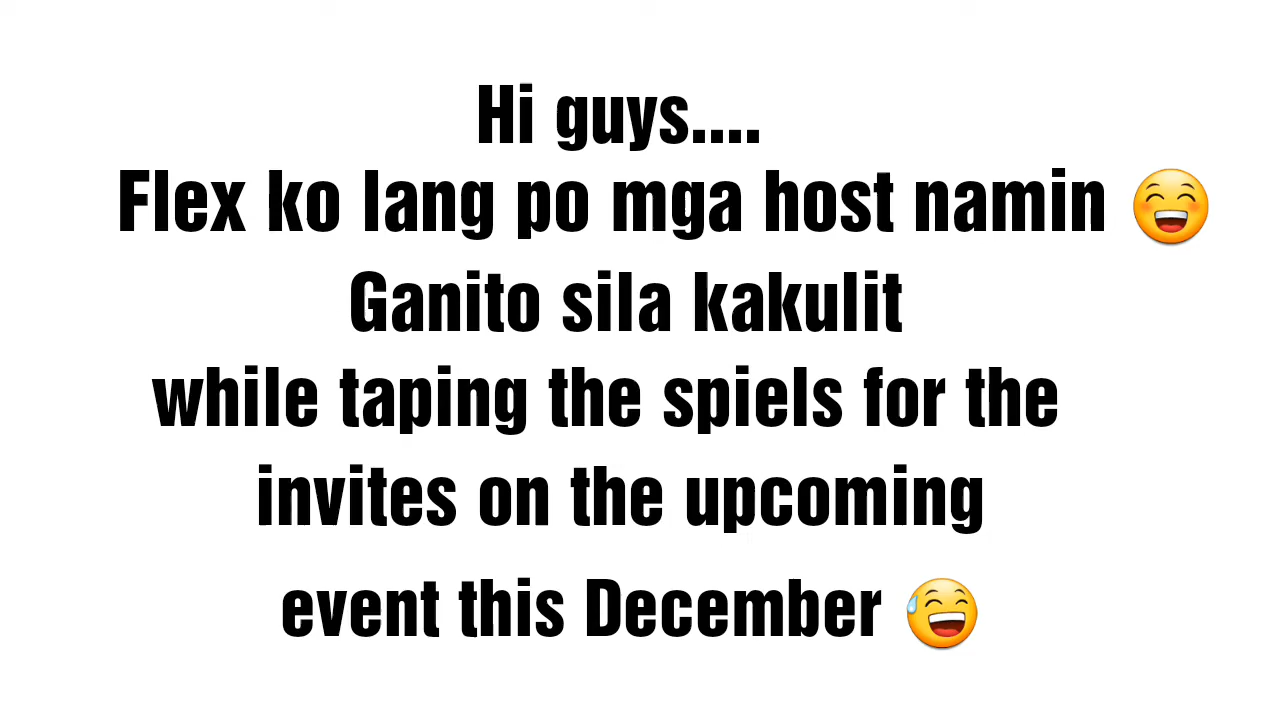 Hi guys....
Flex ko lang po mga host namin 😄
Ganito sila kakulit
while taping the spiels for the
invites on the upcoming
event this December 😅